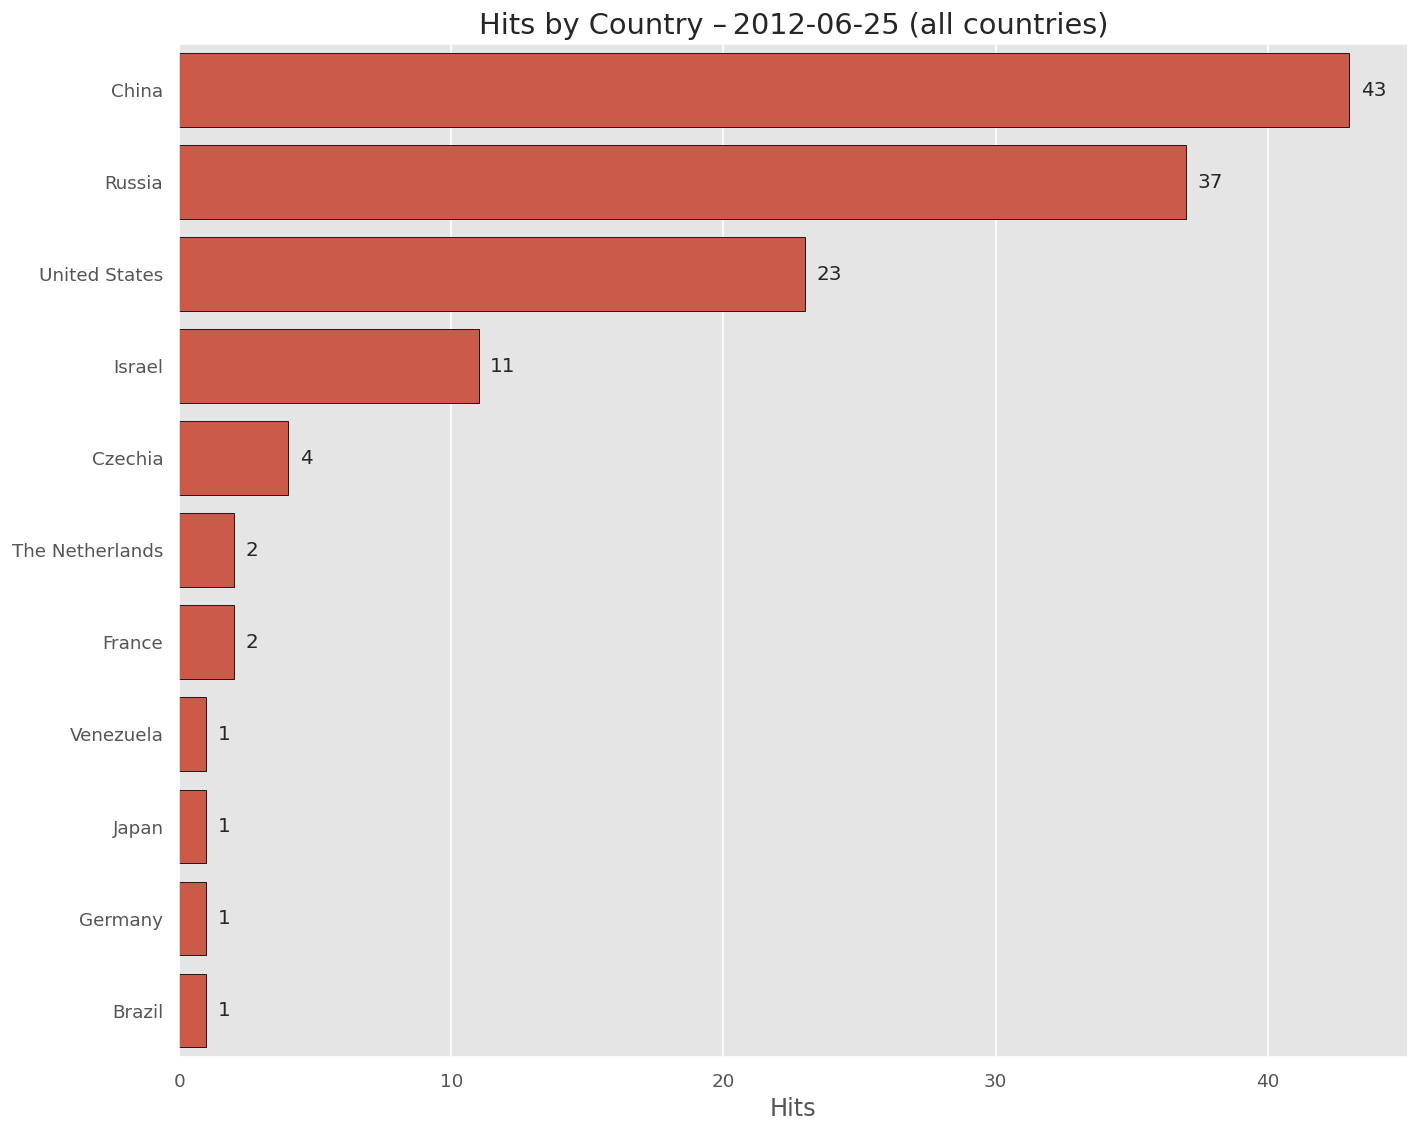 Hits by Country – 2012-06-25 (all countries)
China 43
Russia 37
United States 23
Israel 11
Czechia 4
The Netherlands 2
France 2
Venezuela 1
Japan 1
Germany 1
Brazil 1
0 10 20 30 40
Hits